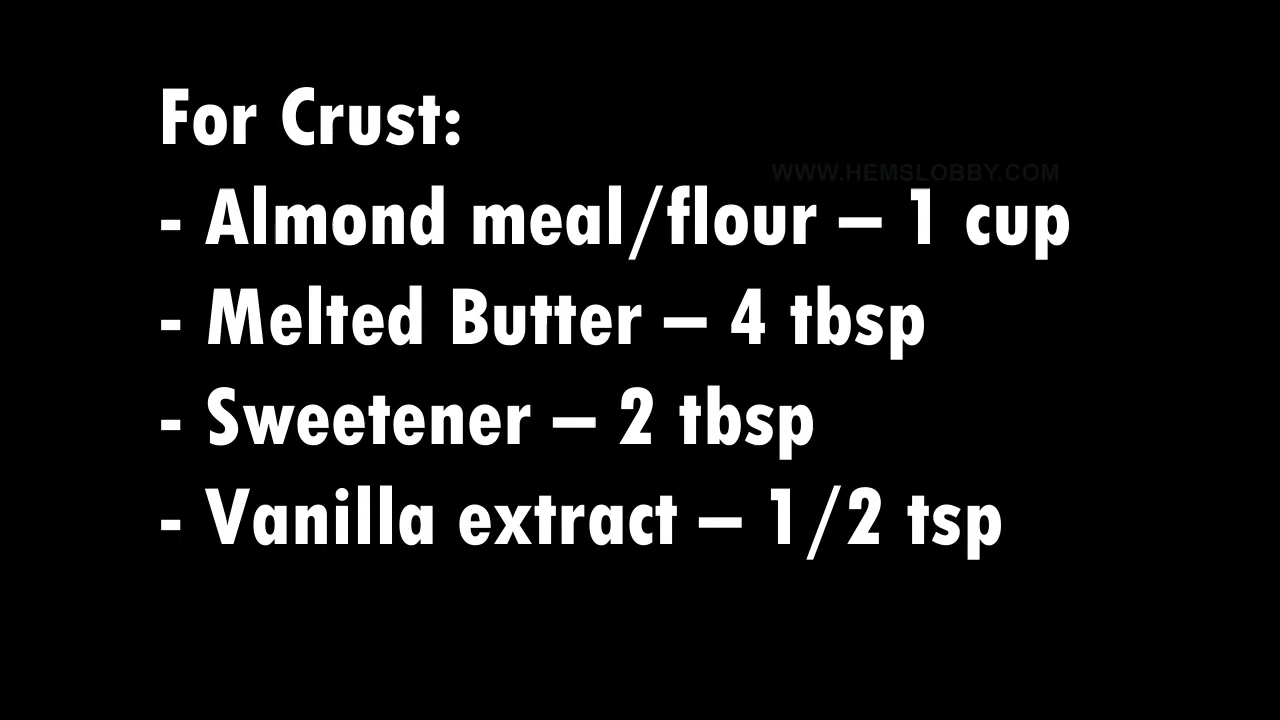 For Crust:
WWW.HEMSLOBBY.COM
- Almond meal/flour – 1 cup
- Melted Butter – 4 tbsp
- Sweetener – 2 tbsp
- Vanilla extract – 1/2 tsp